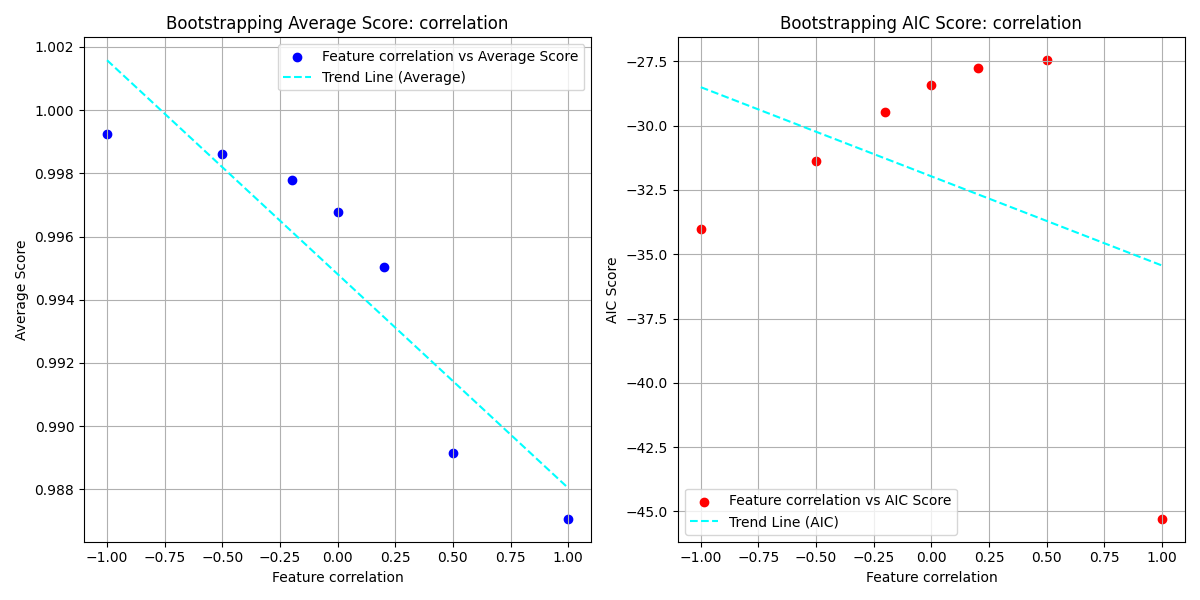 Bootstrapping Average Score: correlation
1.002
1.000
0.998
0.996
0.994
0.992
0.990
0.988
Average Score
Feature correlation vs Average Score
Trend Line (Average)
−1.00 −0.75 −0.50 −0.25 0.00 0.25 0.50 0.75 1.00
Feature correlation
Bootstrapping AIC Score: correlation
−27.5
−30.0
−32.5
−35.0
−37.5
−40.0
−42.5
−45.0
AIC Score
Feature correlation vs AIC Score
Trend Line (AIC)
−1.00 −0.75 −0.50 −0.25 0.00 0.25 0.50 0.75 1.00
Feature correlation